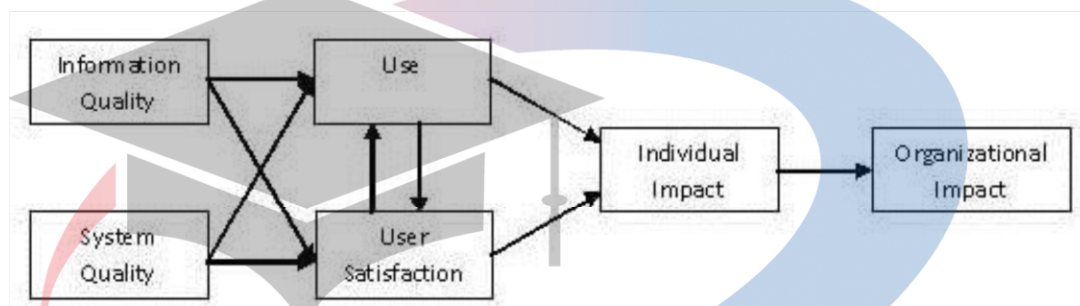 Information
Quality
Use
Individual
Impact
Organizational
Impact
System
Quality
User
Satisfaction